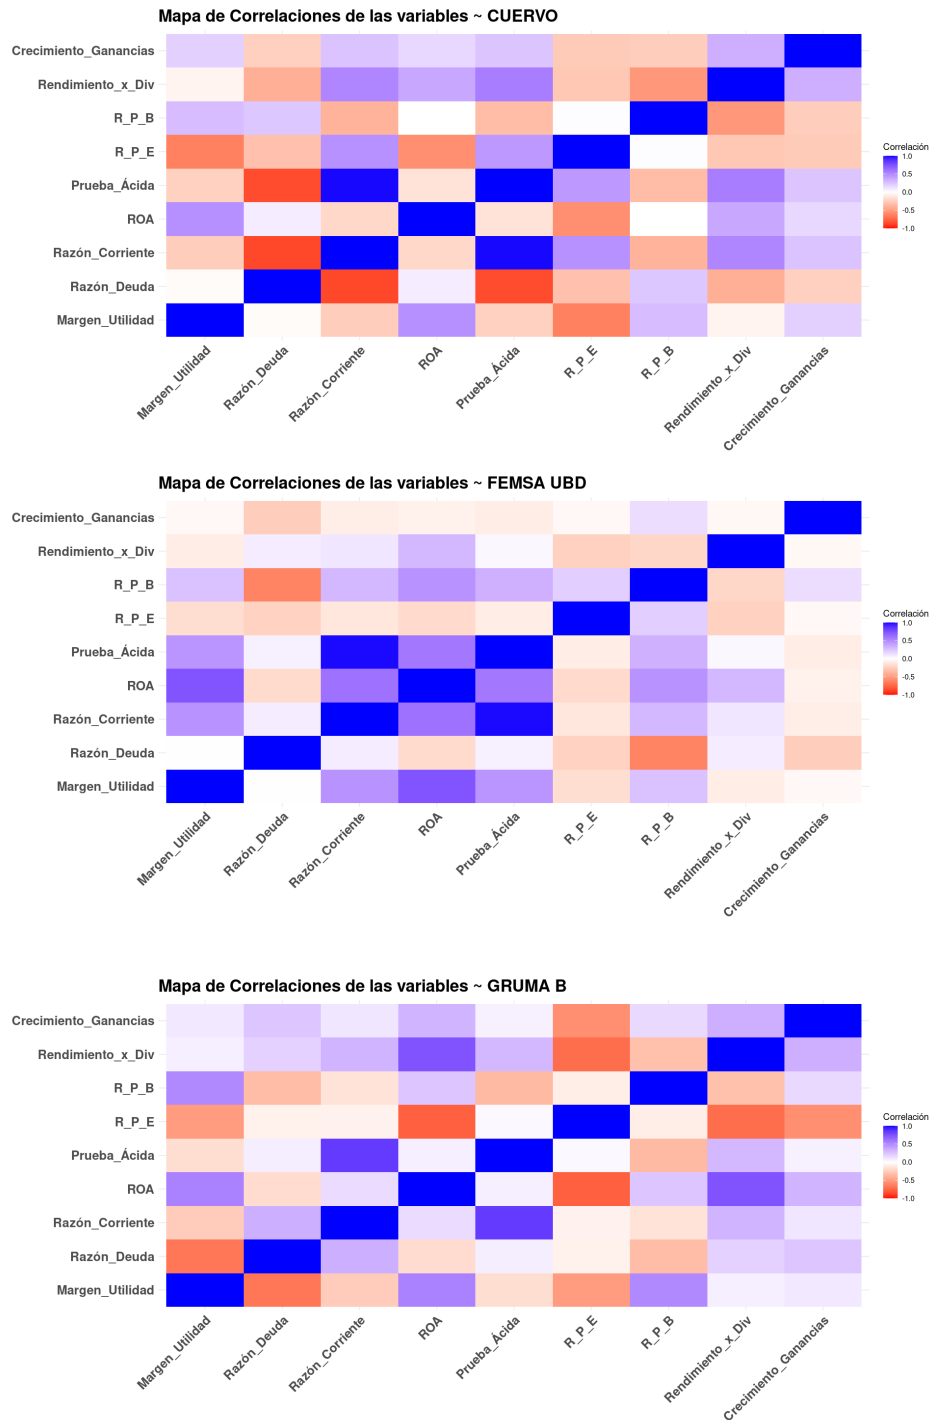 Mapa de Correlaciones de las variables ~ CUERVO
Crecimiento_Ganancias
Rendimiento_x_Div
R_P_B
R_P_E
Prueba_Ácida
ROA
Razón_Corriente
Razón_Deuda
Margen_Utilidad
Margen_Utilidad
Razón_Deuda
Razón_Corriente
ROA
Prueba_Ácida
R_P_E
R_P_B
Rendimiento_x_Div
Crecimiento_Ganancias
Correlación
1.0
0.5
0.0
-0.5
-1.0
Mapa de Correlaciones de las variables ~ FEMSA UBD
Crecimiento_Ganancias
Rendimiento_x_Div
R_P_B
R_P_E
Prueba_Ácida
ROA
Razón_Corriente
Razón_Deuda
Margen_Utilidad
Margen_Utilidad
Razón_Deuda
Razón_Corriente
ROA
Prueba_Ácida
R_P_E
R_P_B
Rendimiento_x_Div
Crecimiento_Ganancias
Correlación
1.0
0.5
0.0
-0.5
-1.0
Mapa de Correlaciones de las variables ~ GRUMA B
Crecimiento_Ganancias
Rendimiento_x_Div
R_P_B
R_P_E
Prueba_Ácida
ROA
Razón_Corriente
Razón_Deuda
Margen_Utilidad
Margen_Utilidad
Razón_Deuda
Razón_Corriente
ROA
Prueba_Ácida
R_P_E
R_P_B
Rendimiento_x_Div
Crecimiento_Ganancias
Correlación
1.0
0.5
0.0
-0.5
-1.0